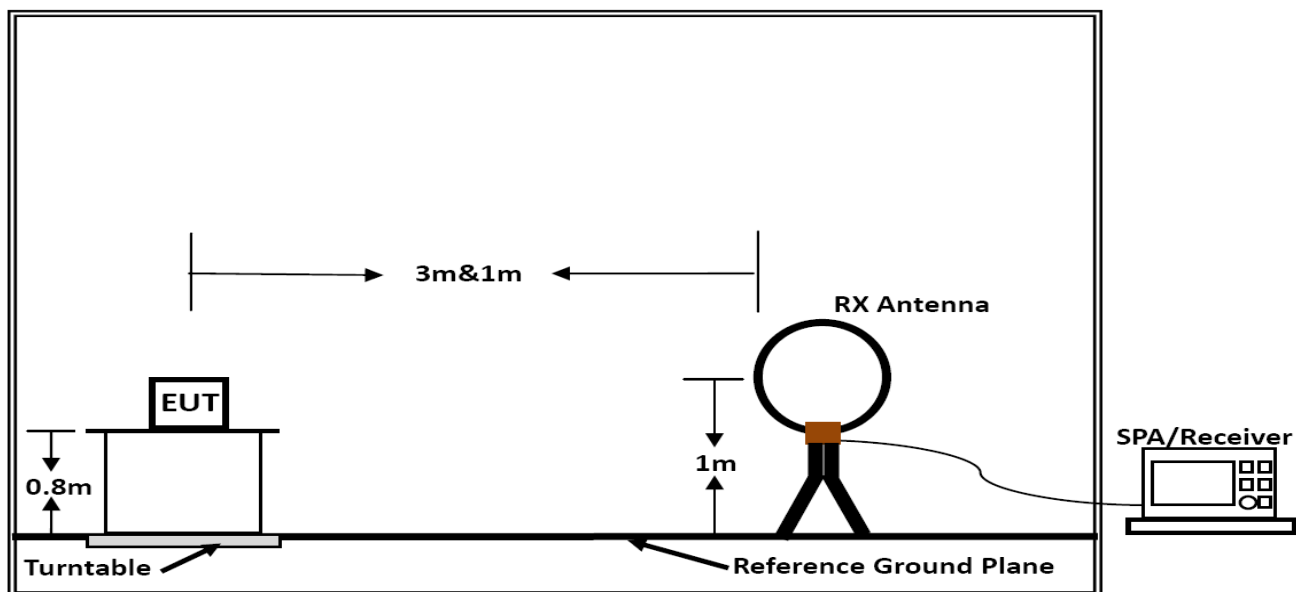 3m&1m
RX Antenna
EUT
SPA/Receiver
1m
0.8m
Turntable
Reference Ground Plane